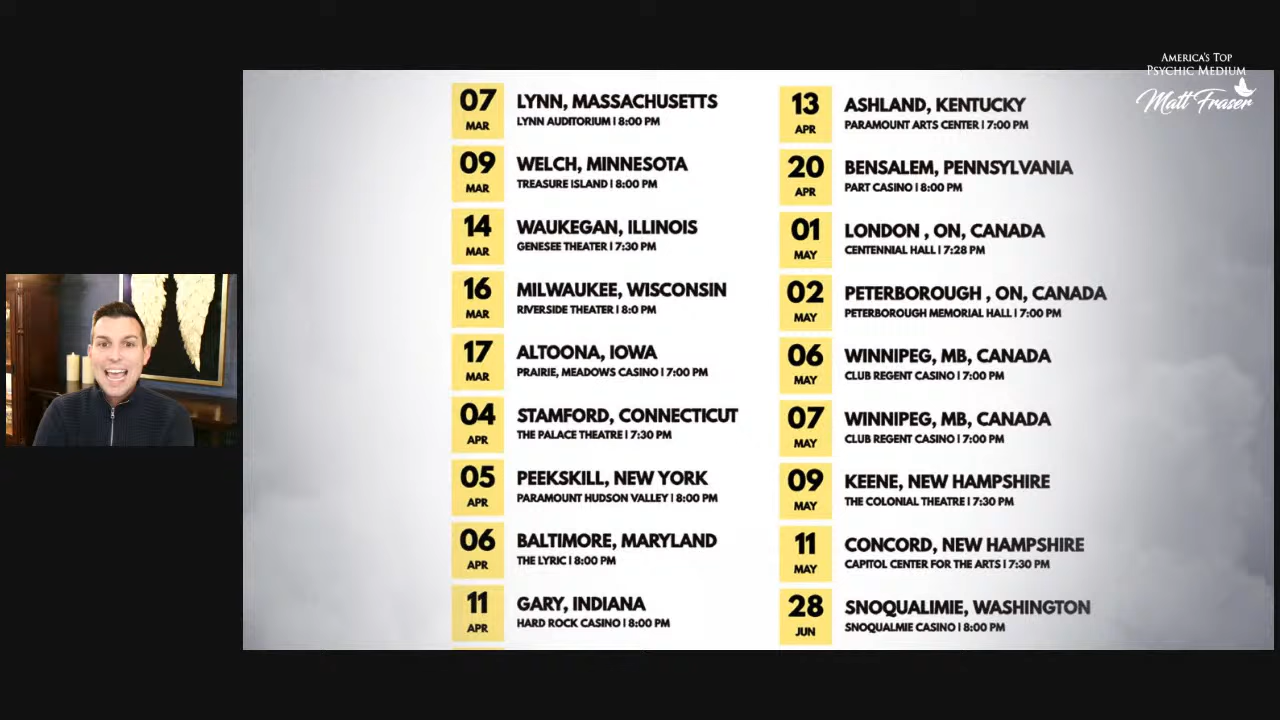 AMERICA'S TOP
PSYCHIC MEDIUM
Matt Fraser
07
MAR
LYNN, MASSACHUSETTS
LYNN AUDITORIUM | 8:00 PM
09
MAR
WELCH, MINNESOTA
TREASURE ISLAND | 8:00 PM
14
MAR
WAUKEGAN, ILLINOIS
GENESEE THEATER | 7:30 PM
16
MAR
MILWAUKEE, WISCONSIN
RIVERSIDE THEATER | 8:0 PM
17
MAR
ALTOONA, IOWA
PRAIRIE, MEADOWS CASINO | 7:00 PM
04
APR
STAMFORD, CONNECTICUT
THE PALACE THEATRE | 7:30 PM
05
APR
PEEKSKILL, NEW YORK
PARAMOUNT HUDSON VALLEY | 8:00 PM
06
APR
BALTIMORE, MARYLAND
THE LYRIC | 8:00 PM
11
APR
GARY, INDIANA
HARD ROCK CASINO | 8:00 PM
13
APR
ASHLAND, KENTUCKY
PARAMOUNT ARTS CENTER | 7:00 PM
20
APR
BENSALEM, PENNSYLVANIA
PART CASINO | 8:00 PM
01
MAY
LONDON , ON, CANADA
CENTENNIAL HALL | 7:28 PM
02
MAY
PETERBOROUGH , ON, CANADA
PETERBOROUGH MEMORIAL HALL | 7:00 PM
06
MAY
WINNIPEG, MB, CANADA
CLUB REGENT CASINO | 7:00 PM
07
MAY
WINNIPEG, MB, CANADA
CLUB REGENT CASINO | 7:00 PM
09
MAY
KEENE, NEW HAMPSHIRE
THE COLONIAL THEATRE | 7:30 PM
11
MAY
CONCORD, NEW HAMPSHIRE
CAPITOL CENTER FOR THE ARTS | 7:30 PM
28
JUN
SNOQUALIMIE, WASHINGTON
SNOQUALMIE CASINO | 8:00 PM